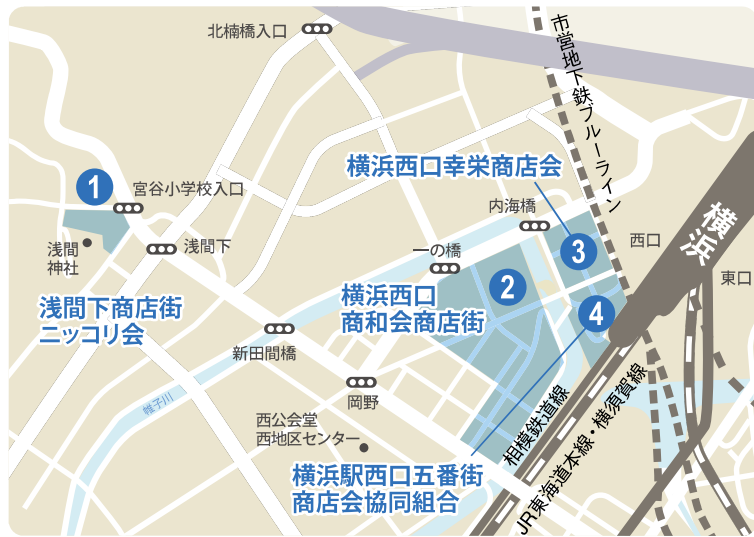 北楠橋入口
市営地下鉄ブルーライン
横浜西口幸栄商店会
1
宮谷小学校入口
内海橋
横浜
西口
東口
浅間
神社
浅間下
一の橋
3
2
4
浅間下商店街
ニッコリ会
横浜西口
商和会商店街
新田間橋
岡野
帷子川
西公会堂
西地区センター
相模鉄道線
JR東海道本線・横須賀線
横浜駅西口五番街
商店会協同組合